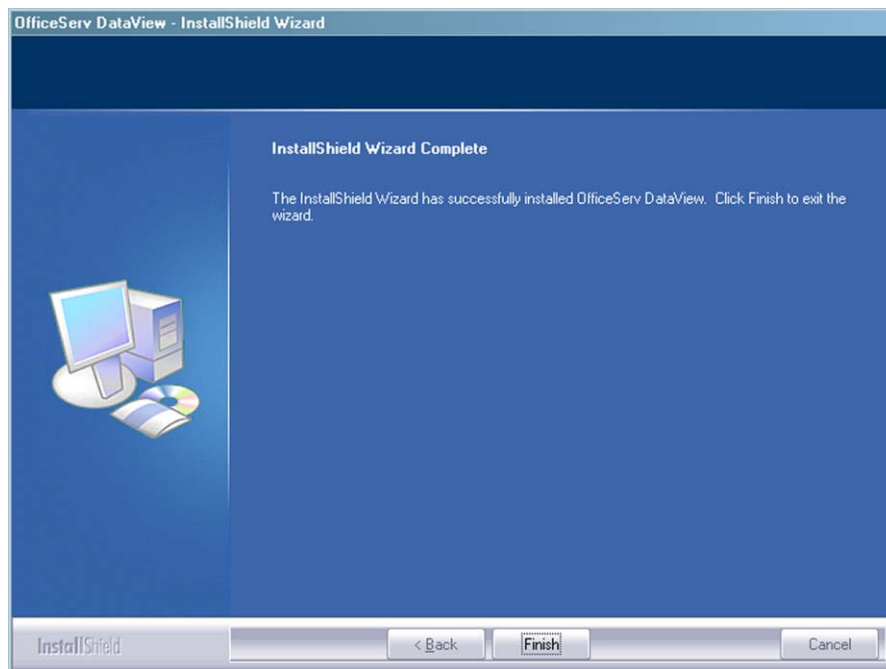 OfficeServ DataView - InstallShield Wizard
InstallShield Wizard Complete
The InstallShield Wizard has successfully installed OfficeServ DataView. Click Finish to exit the
wizard.
InstallShield
< Back
Finish
Cancel